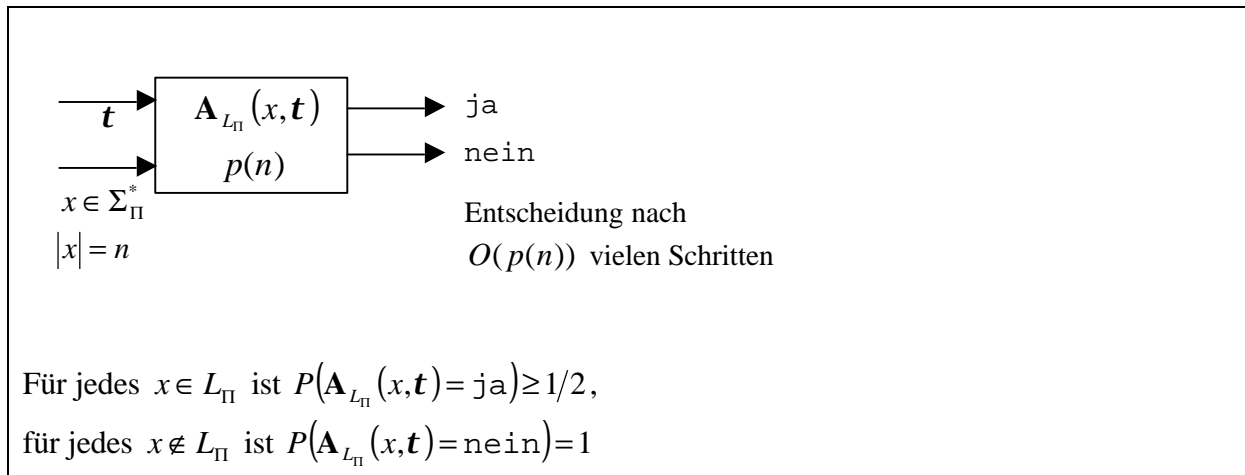 𝒕 𝐀_{L_Π}(x,𝒕) ja
p(n) nein
x ∈ Σ*_Π
|x| = n
Entscheidung nach
O(p(n)) vielen Schritten
Für jedes x ∈ L_Π ist P(𝐀_{L_Π}(x,𝒕) = ja) ≥ 1/2,
für jedes x ∉ L_Π ist P(𝐀_{L_Π}(x,𝒕) = nein) = 1